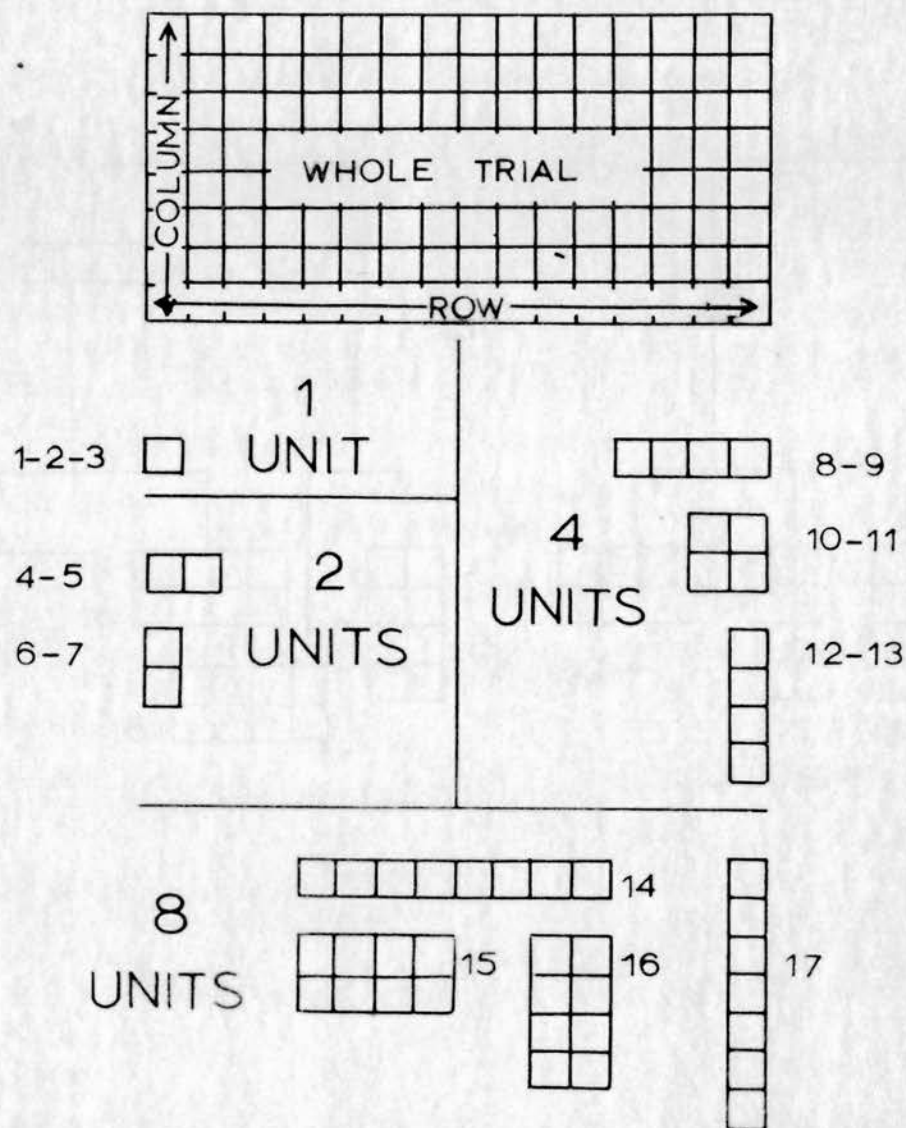 COLUMN
WHOLE TRIAL
ROW
1
UNIT
1-2-3
4-5
2
UNITS
6-7
8-9
4
UNITS
10-11
12-13
8
UNITS
14
15
16
17